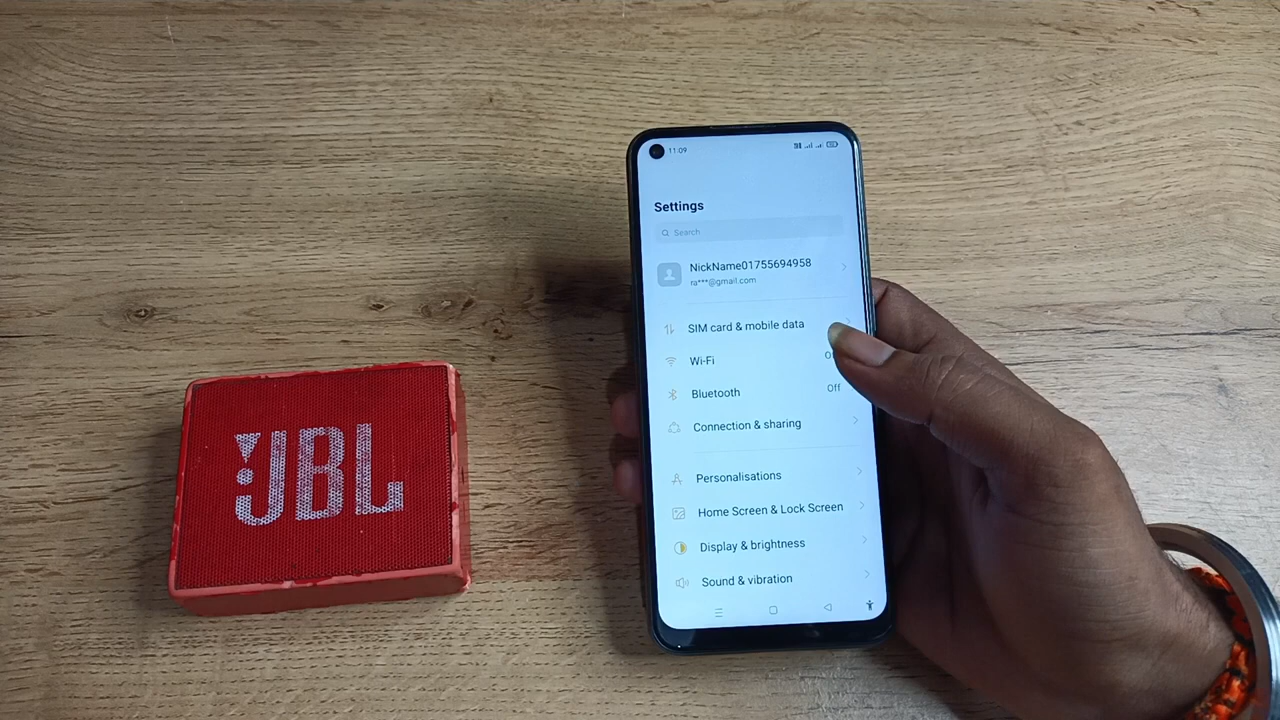 JBL
11:09
Settings
Search
NickName01755694958
ra***@gmail.com
SIM card & mobile data
Wi-Fi
Bluetooth
Off
Connection & sharing
Personalisations
Home Screen & Lock Screen
Display & brightness
Sound & vibration